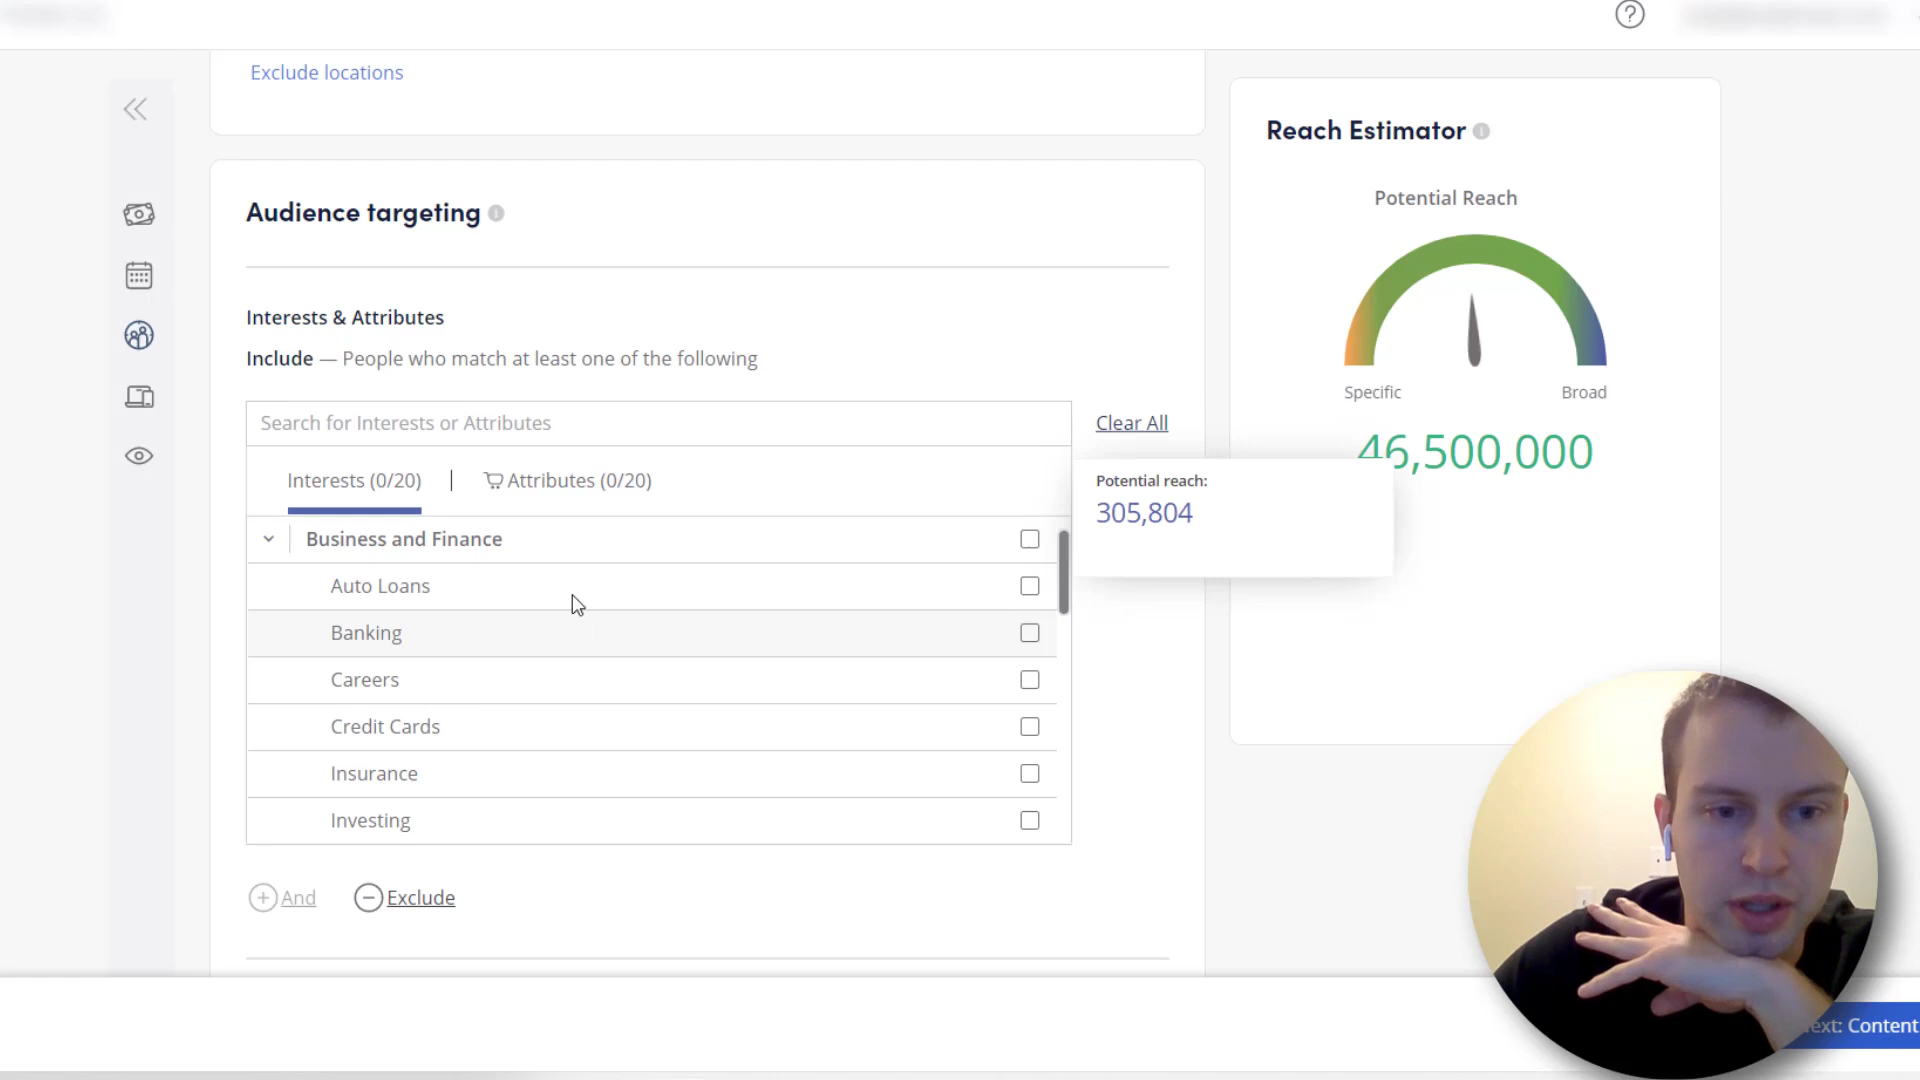 Exclude locations
Reach Estimator
Potential Reach
Audience targeting
Interests & Attributes
Include — People who match at least one of the following
Specific
Broad
Search for Interests or Attributes
Clear All
46,500,000
Interests (0/20) | Attributes (0/20)
Potential reach:
305,804
Business and Finance
Auto Loans
Banking
Careers
Credit Cards
Insurance
Investing
And
Exclude
Content